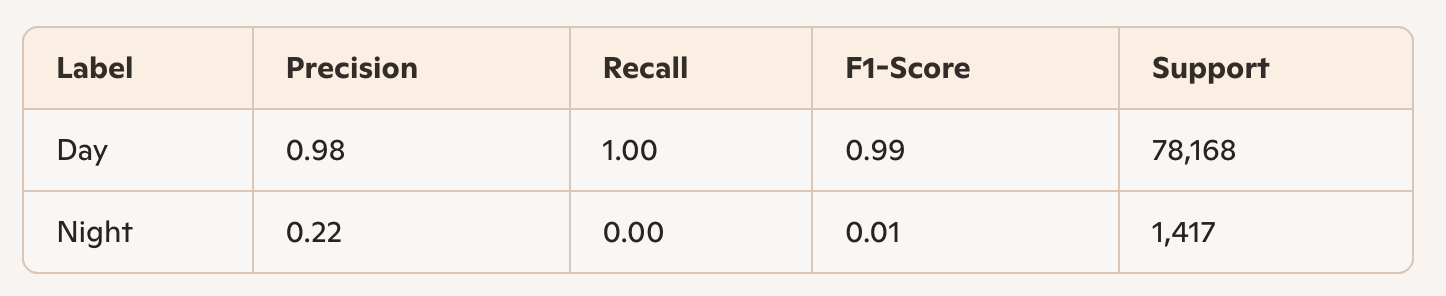 Label Precision Recall F1-Score Support
Day 0.98 1.00 0.99 78,168
Night 0.22 0.00 0.01 1,417